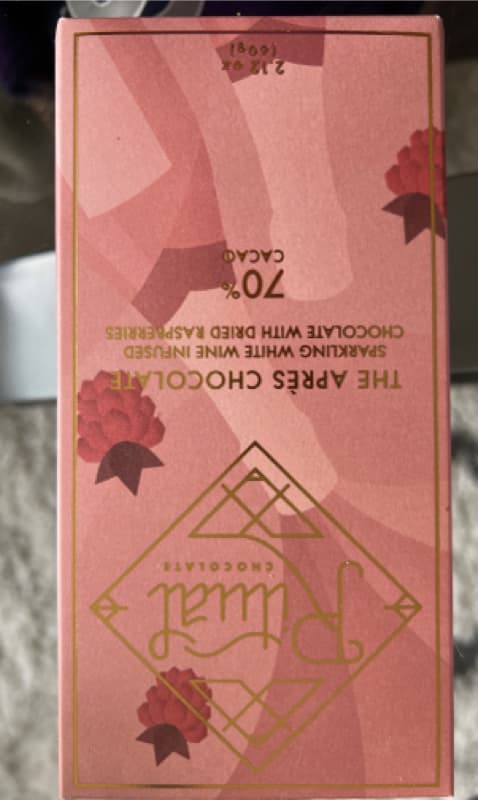 Ritual
CHOCOLATE
THE APRÈS CHOCOLATE
SPARKLING WHITE WINE INFUSED
CHOCOLATE WITH DRIED RASPBERRIES
70%
CACAO
2.12 oz
(60g)